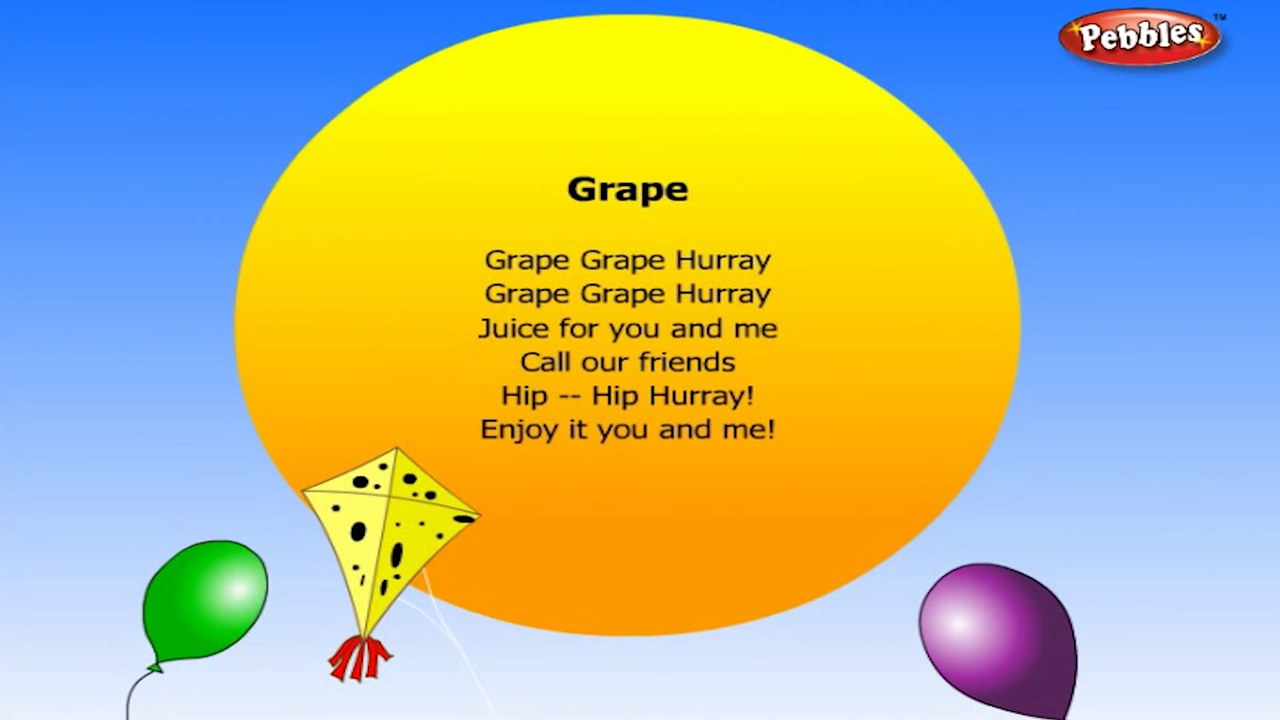 Pebbles™
Grape
Grape Grape Hurray
Grape Grape Hurray
Juice for you and me
Call our friends
Hip -- Hip Hurray!
Enjoy it you and me!